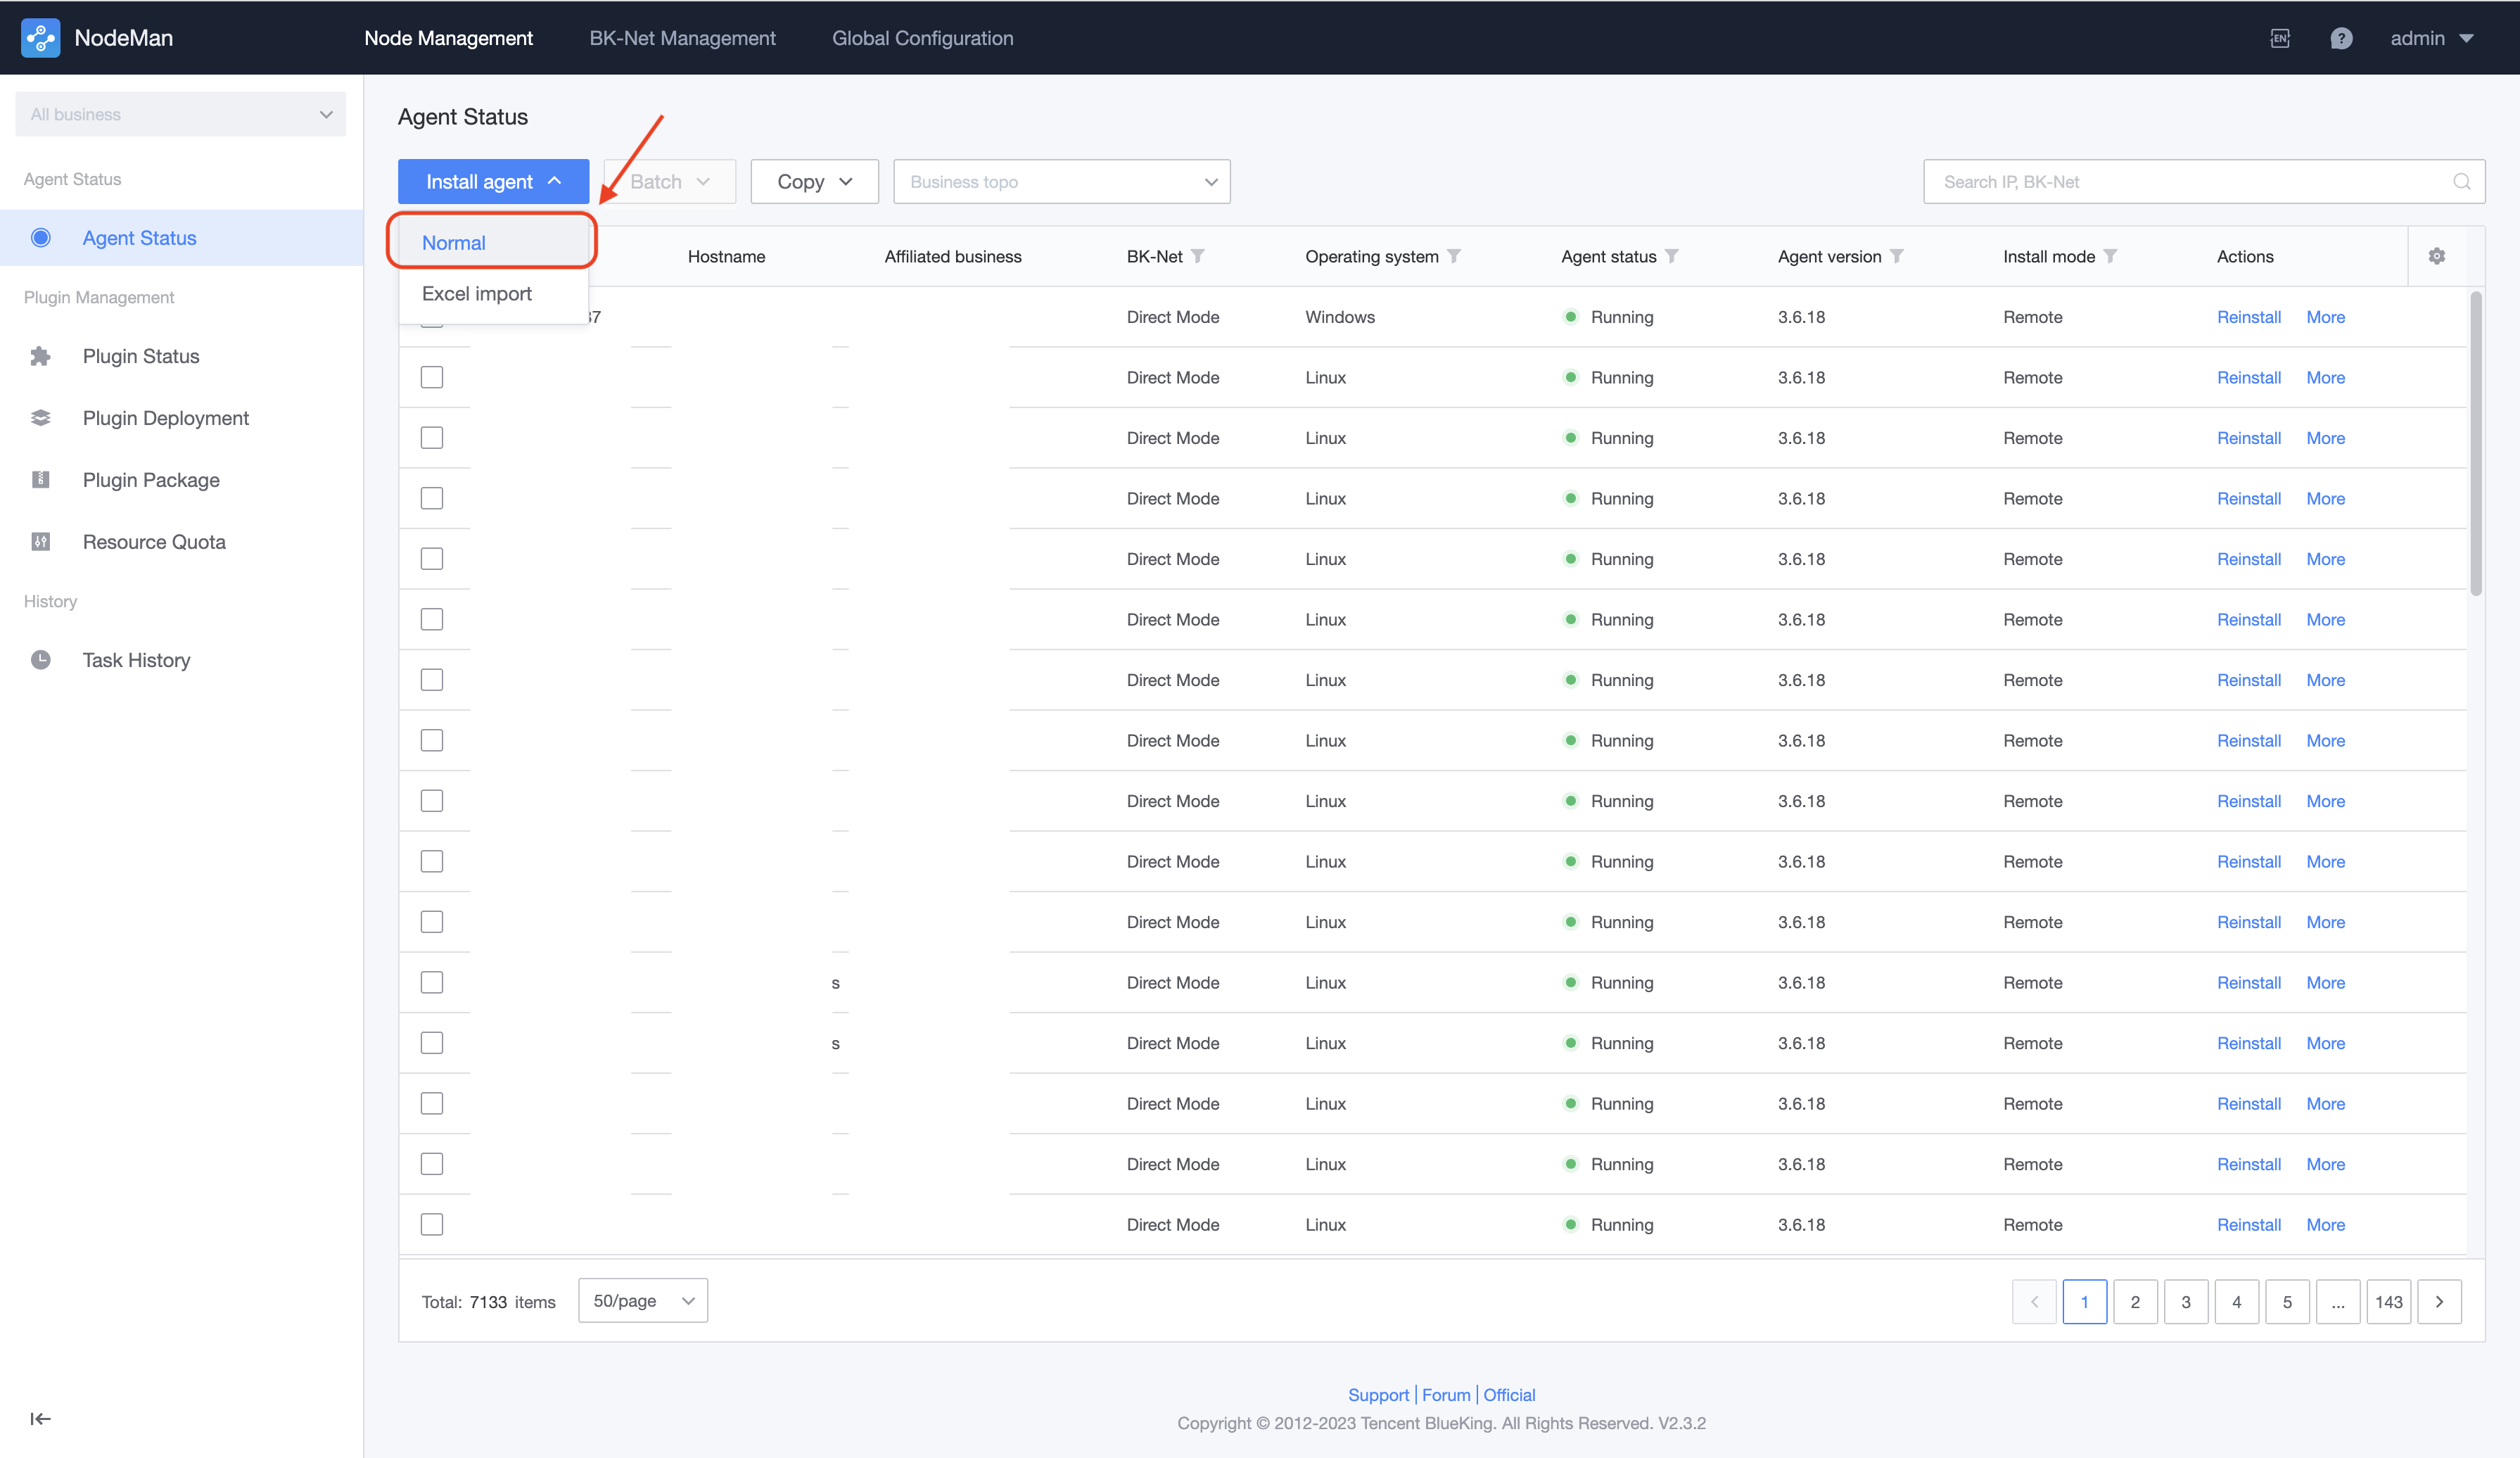 NodeMan Node Management BK-Net Management Global Configuration EN ? admin
All business
Agent Status
Agent Status
Plugin Management
Plugin Status
Plugin Deployment
Plugin Package
Resource Quota
History
Task History
Agent Status
Install agent Batch Copy Business topo Search IP, BK-Net
Normal
Excel import
Hostname Affiliated business BK-Net Operating system Agent status Agent version Install mode Actions
37 Direct Mode Windows Running 3.6.18 Remote Reinstall More
Direct Mode Linux Running 3.6.18 Remote Reinstall More
Direct Mode Linux Running 3.6.18 Remote Reinstall More
Direct Mode Linux Running 3.6.18 Remote Reinstall More
Direct Mode Linux Running 3.6.18 Remote Reinstall More
Direct Mode Linux Running 3.6.18 Remote Reinstall More
Direct Mode Linux Running 3.6.18 Remote Reinstall More
Direct Mode Linux Running 3.6.18 Remote Reinstall More
Direct Mode Linux Running 3.6.18 Remote Reinstall More
Direct Mode Linux Running 3.6.18 Remote Reinstall More
Direct Mode Linux Running 3.6.18 Remote Reinstall More
s Direct Mode Linux Running 3.6.18 Remote Reinstall More
s Direct Mode Linux Running 3.6.18 Remote Reinstall More
Direct Mode Linux Running 3.6.18 Remote Reinstall More
Direct Mode Linux Running 3.6.18 Remote Reinstall More
Direct Mode Linux Running 3.6.18 Remote Reinstall More
Total: 7133 items 50/page 1 2 3 4 5 ... 143
Support | Forum | Official
Copyright © 2012-2023 Tencent BlueKing. All Rights Reserved. V2.3.2